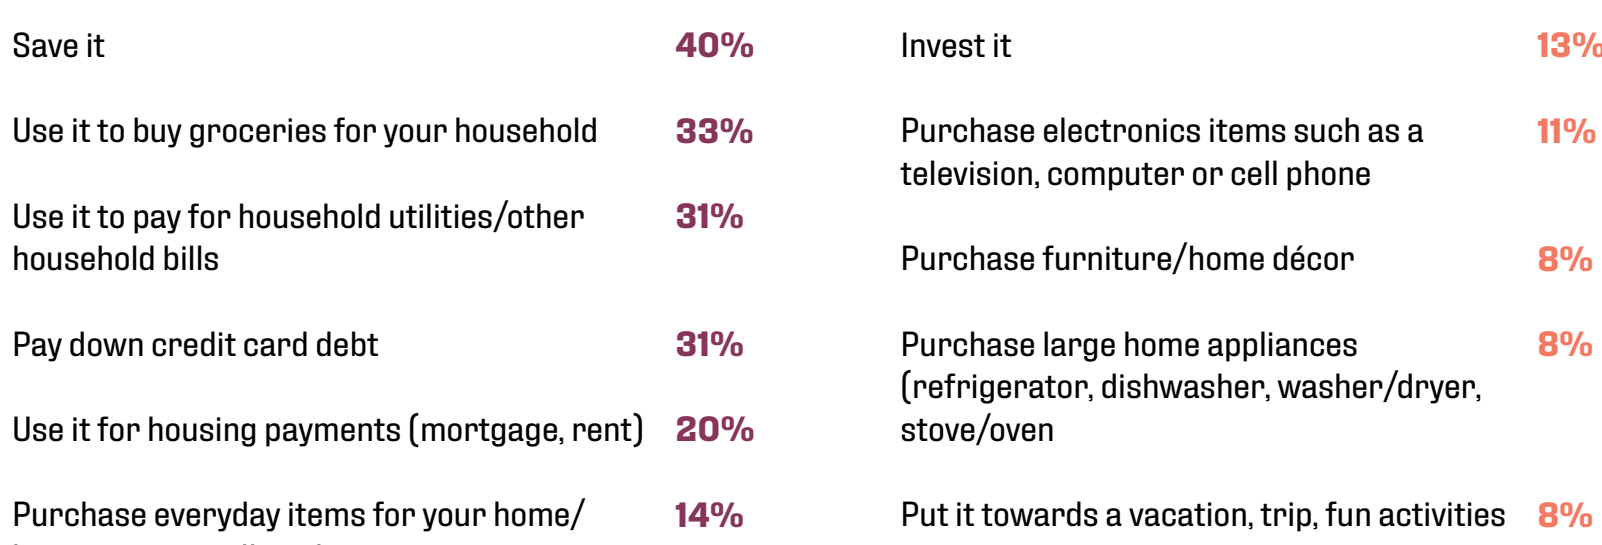 Save it 40%
Use it to buy groceries for your household 33%
Use it to pay for household utilities/other 31%
household bills
Pay down credit card debt 31%
Use it for housing payments (mortgage, rent) 20%
Purchase everyday items for your home/ 14%
Invest it 13%
Purchase electronics items such as a 11%
television, computer or cell phone
Purchase furniture/home décor 8%
Purchase large home appliances 8%
(refrigerator, dishwasher, washer/dryer,
stove/oven
Put it towards a vacation, trip, fun activities 8%